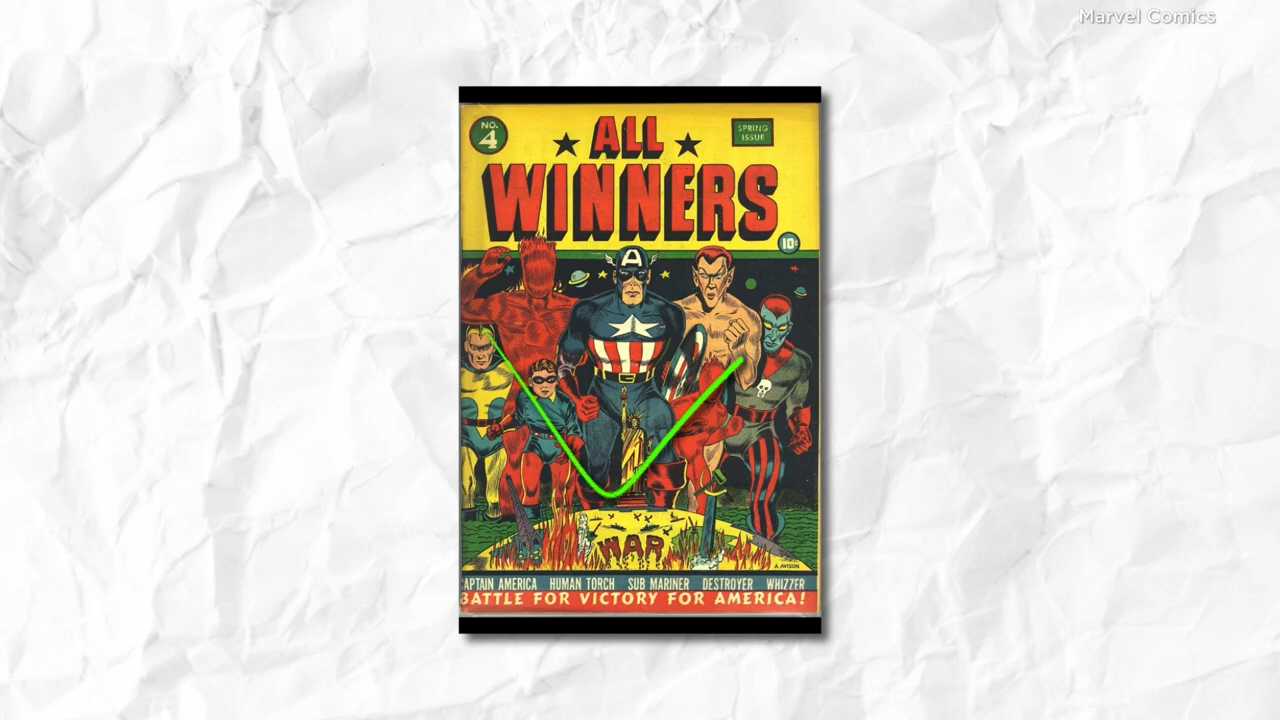 Marvel Comics
NO.
4
ALL
SPRING
ISSUE
WINNERS
10¢
A
WAR
A. AVISON
APTAIN AMERICA HUMAN TORCH SUB MARINER DESTROYER WHIZZER
BATTLE FOR VICTORY FOR AMERICA!